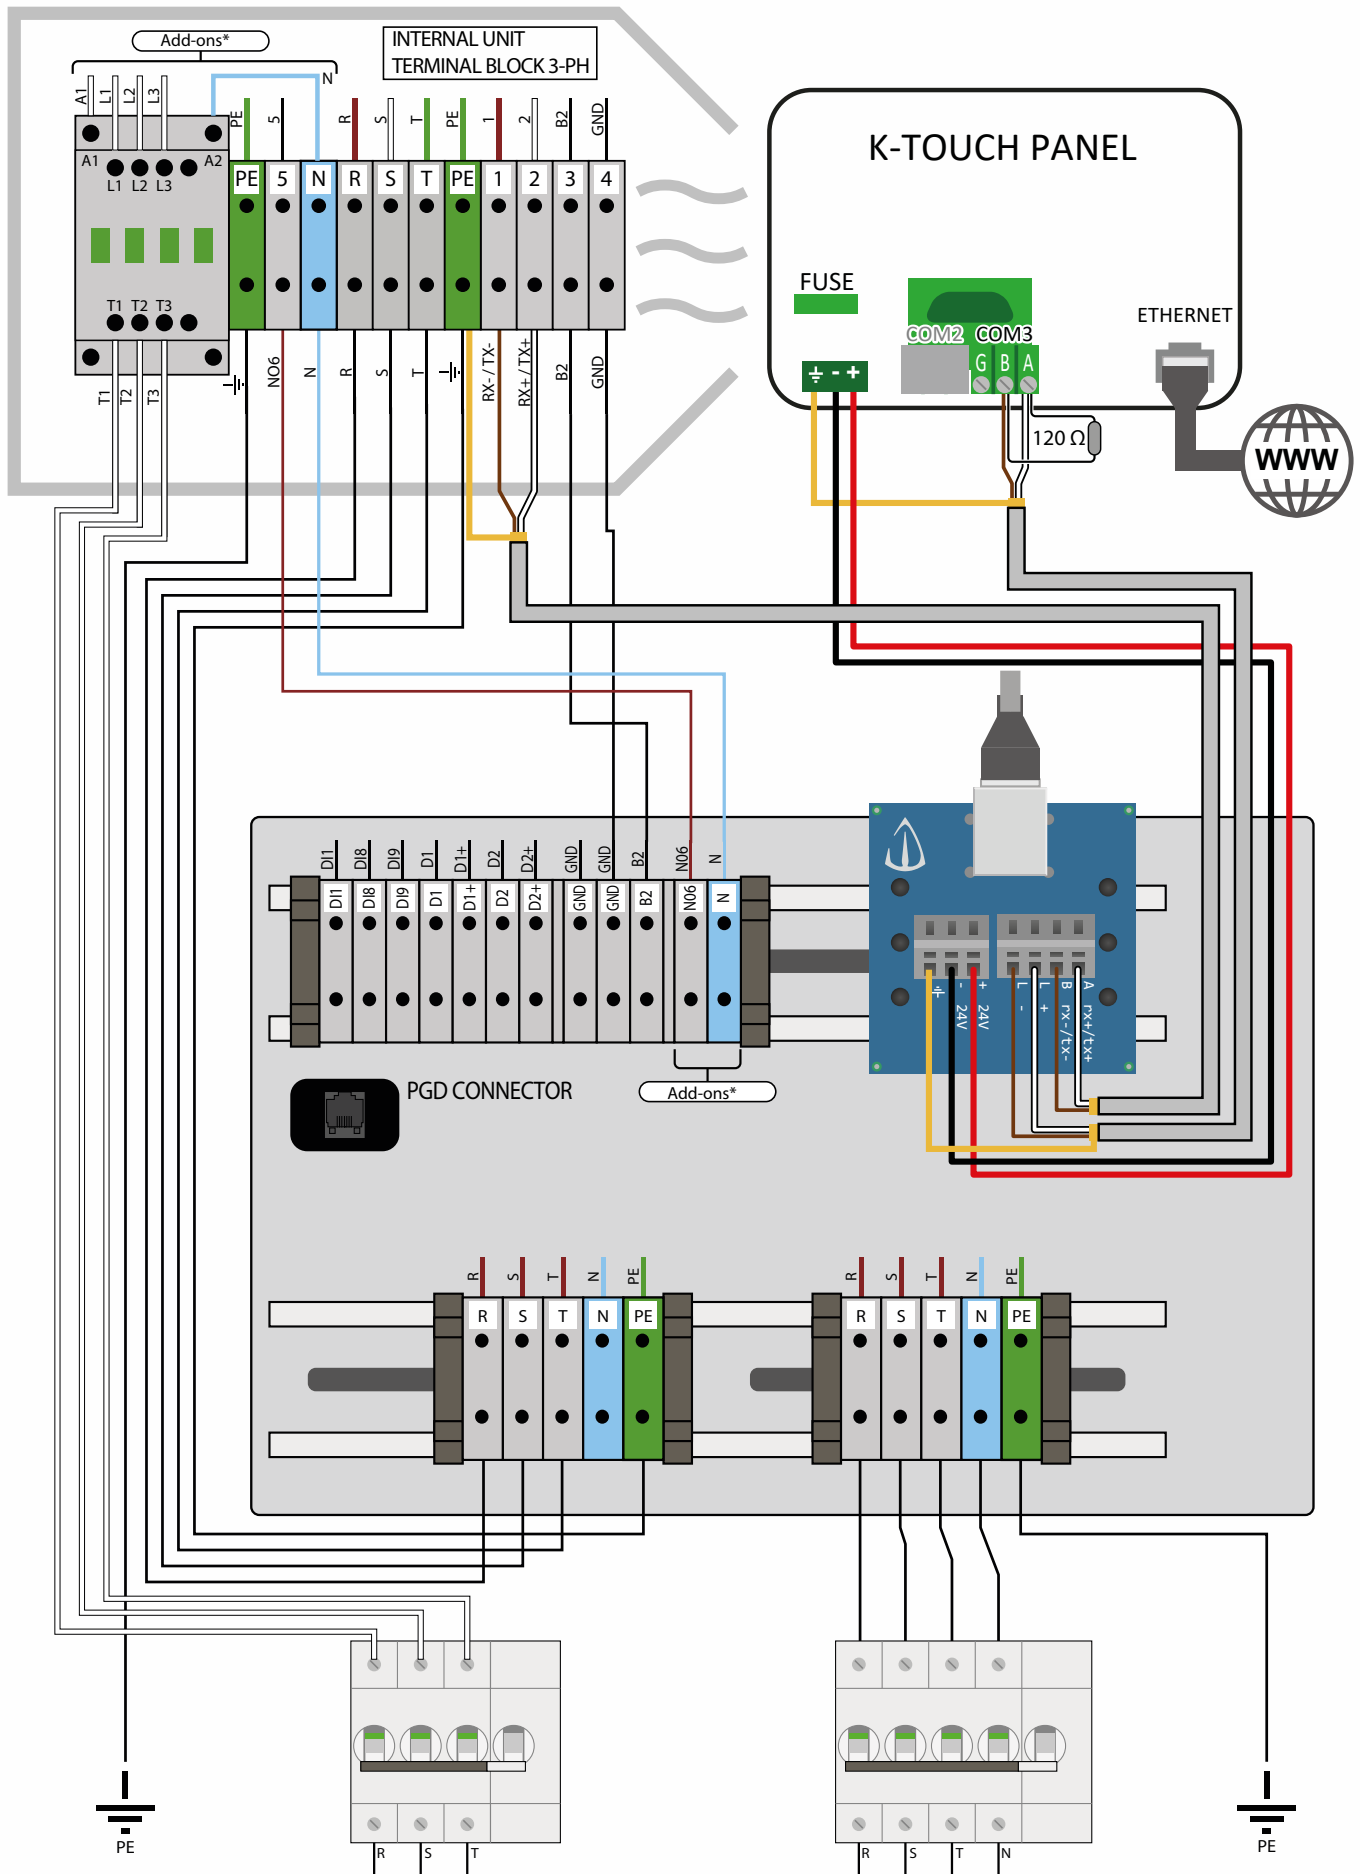 Add-ons*
INTERNAL UNIT
TERMINAL BLOCK 3-PH
A1 L1 L2 L3 N
PE 5 R S T PE 1 2 B2 GND
A1 A2
L1 L2 L3
PE 5 N R S T PE 1 2 3 4
T1 T2 T3
T1 T2 T3
NO6 N R S T RX- / TX- RX+ / TX+ B2 GND
K-TOUCH PANEL
FUSE
COM2 COM3
ETHERNET
G B A
- +
120 Ω
WWW
DI1 DI8 DI9 D1 D1+ D2 D2+ GND GND B2 N06 N
DI1 DI8 DI9 D1 D1+ D2 D2+ GND GND B2 N06 N
- 24V
+ 24V
L -
L +
B rx-/tx-
A rx+/tx+
PGD CONNECTOR
Add-ons*
R S T N PE
R S T N PE
R S T N PE
R S T N PE
PE
R S T
R S T N
PE